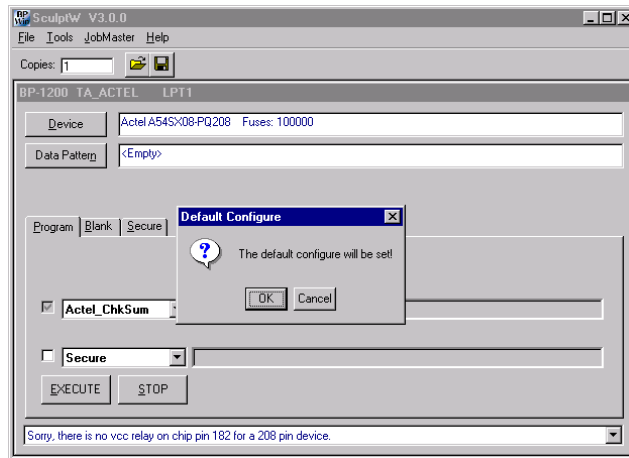 SculptW V3.0.0
File Tools JobMaster Help
Copies: 1
BP-1200 TA_ACTEL LPT1
Device Actel A54SX08-PQ208 Fuses: 100000
Data Pattern <Empty>
Default Configure
Program Blank Secure
The default configure will be set!
OK Cancel
Actel_ChkSum
Secure
EXECUTE STOP
Sorry, there is no vcc relay on chip pin 182 for a 208 pin device.